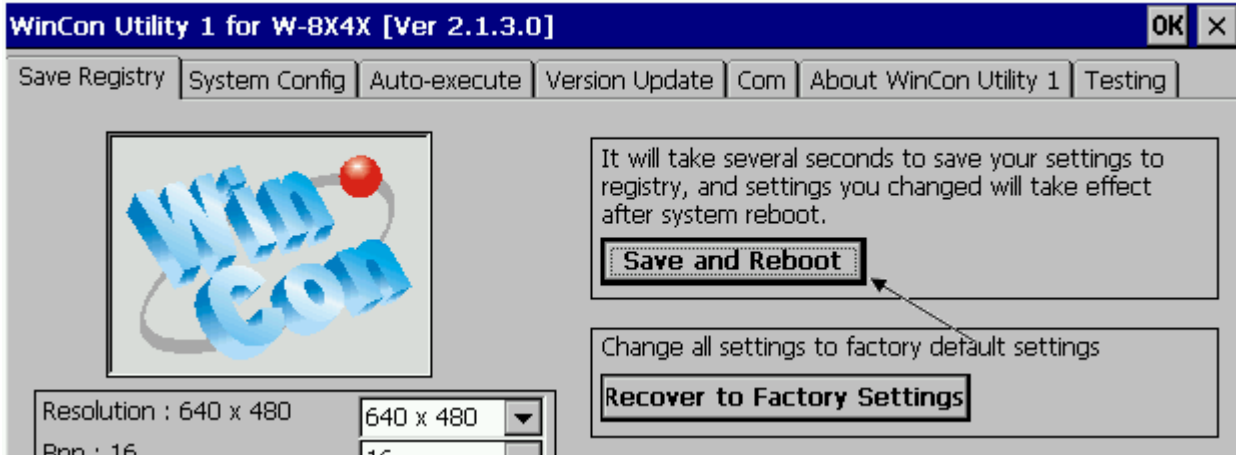 WinCon Utility 1 for W-8X4X [Ver 2.1.3.0] OK ×
Save Registry System Config Auto-execute Version Update Com About WinCon Utility 1 Testing
Win
Con
It will take several seconds to save your settings to
registry, and settings you changed will take effect
after system reboot.
Save and Reboot
Change all settings to factory default settings
Recover to Factory Settings
Resolution : 640 x 480 640 x 480
Bpp : 16 16